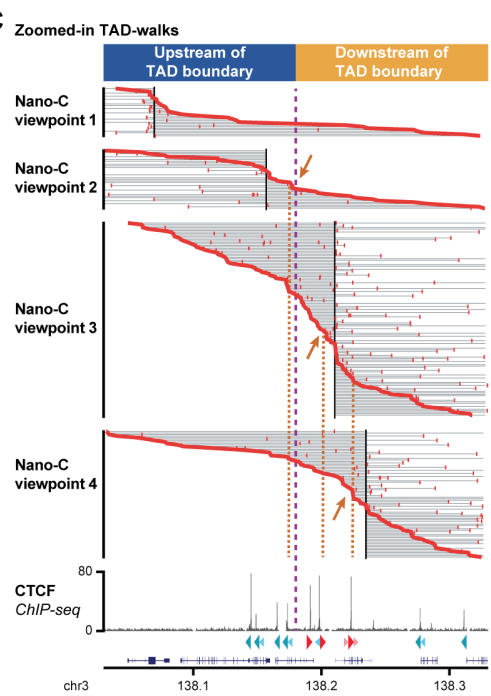 Zoomed-in TAD-walks
Upstream of
TAD boundary
Downstream of
TAD boundary
Nano-C
viewpoint 1
Nano-C
viewpoint 2
Nano-C
viewpoint 3
Nano-C
viewpoint 4
80
CTCF
ChIP-seq
0
chr3
138.1
138.2
138.3